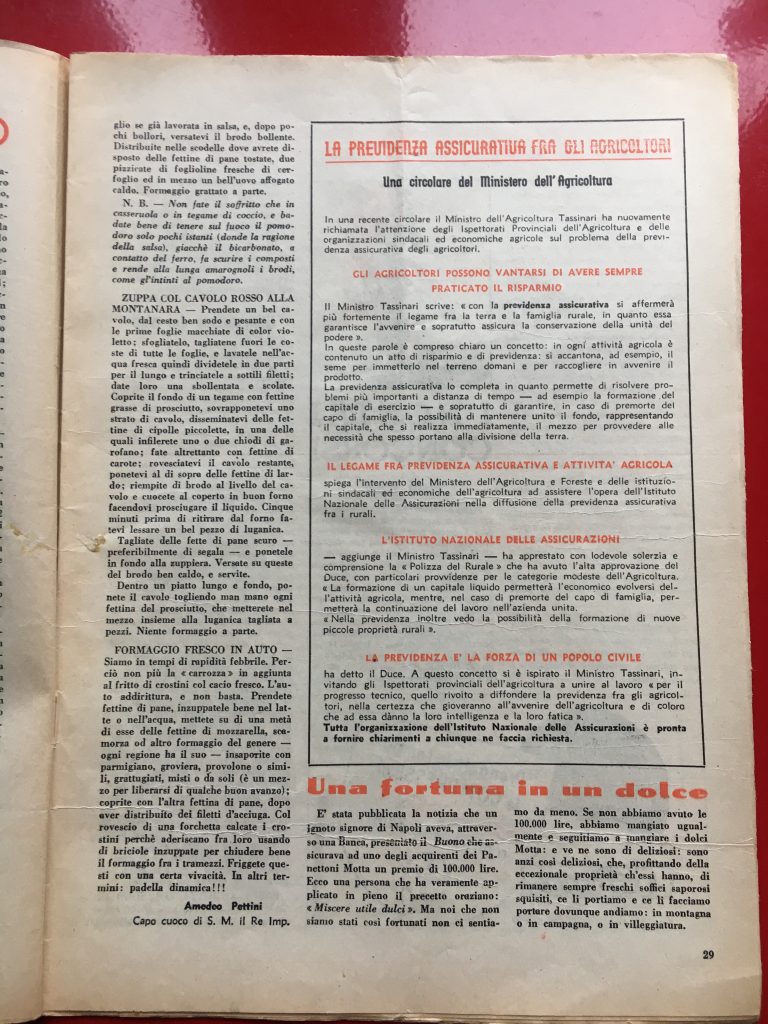 glio se già lavorata in salsa, e, dopo po-
chi bollori, versatevi il brodo bollente.
Distribuite nelle scodelle dove avrete di-
sposto delle fettine di pane tostate, due
pizzicate di foglioline fresche di cer-
foglio ed in mezzo un bell'uovo affogato
caldo. Formaggio grattato a parte.
N. B. — Non fate il soffritto che in
casseruola o in tegame di coccio, e ba-
date bene di tenere sul fuoco il pomo-
doro solo pochi istanti (donde la ragione
della salsa), giacchè il bicarbonato, a
contatto del ferro, fa scurire i composti
e rende alla lunga amarognoli i brodi,
come gl'intinti al pomodoro.
ZUPPA COL CAVOLO ROSSO ALLA
MONTANARA — Prendete un bel ca-
volo, dal cesto ben sodo e pesante e con
le prime foglie macchiate di color vio-
letto; sfogliatelo, tagliatene fuori le co-
ste di tutte le foglie, e lavatele nell'ac-
qua fresca quindi dividetele in due parti
per il lungo e trinciatele a sottili filetti;
date loro una sbollentata e scolate.
Coprite il fondo di un tegame con fettine
grasse di prosciutto, sovrapponetevi uno
strato di cavolo, disseminatevi delle fet-
tine di cipolle piccolette, in una delle
quali infilerete uno o due chiodi di ga-
rofano; fate altrettanto con fettine di
carote; rovesciatevi il cavolo restante,
ponetevi al di sopra delle fettine di lar-
do; riempite di brodo al livello del ca-
volo e cuocete al coperto in buon forno
facendovi prosciugare il liquido. Cinque
minuti prima di ritirare dal forno fa-
tevi lessare un bel pezzo di luganica.
Tagliate delle fette di pane scuro —
preferibilmente di segala — e ponetele
in fondo alla zuppiera. Versate su queste
del brodo ben caldo, e servite.
Dentro un piatto lungo e fondo, po-
nete il cavolo togliendo man mano ogni
fettina del prosciutto, che metterete nel
mezzo insieme alla luganica tagliata a
pezzi. Niente formaggio a parte.
FORMAGGIO FRESCO IN AUTO —
Siamo in tempi di rapidità febbrile. Per-
ciò non più la « carrozza » in aggiunta
al fritto di crostini col cacio fresco. L'au-
to addirittura, e non basta. Prendete
fettine di pane, inzuppatele bene nel lat-
te o nell'acqua, mettete su di una metà
di esse delle fettine di mozzarella, sca-
morza od altro formaggio del genere —
ogni regione ha il suo — insaporite con
parmigiano, groviera, provolone o simi-
li, grattugiati, misti o da soli (è un mez-
zo per liberarsi di qualche buon avanzo);
coprite con l'altra fettina di pane, dopo
aver distribuito dei filetti d'acciuga. Col
rovescio di una forchetta calcate i cro-
stini perchè aderiscano fra loro usando
di briciole inzuppate per chiudere bene
il formaggio fra i tramezzi. Friggete que-
sti con una certa vivacità. In altri ter-
mini: padella dinamica!!!
Amedeo Pettini
Capo cuoco di S. M. il Re Imp.
LA PREVIDENZA ASSICURATIVA FRA GLI AGRICOLTORI
Una circolare del Ministero dell'Agricoltura
In una recente circolare il Ministro dell'Agricoltura Tassinari ha nuovamente
richiamata l'attenzione degli Ispettorati Provinciali dell'Agricoltura e delle
organizzazioni sindacali ed economiche agricole sul problema della previ-
denza assicurativa degli agricoltori.
GLI AGRICOLTORI POSSONO VANTARSI DI AVERE SEMPRE
PRATICATO IL RISPARMIO
Il Ministro Tassinari scrive: « con la previdenza assicurativa si affermerà
più fortemente il legame fra la terra e la famiglia rurale, in quanto essa
garantisce l'avvenire e sopratutto assicura la conservazione della unità del
podere ».
In queste parole è compreso chiaro un concetto: in ogni attività agricola è
contenuto un atto di risparmio e di previdenza: si accantona, ad esempio, il
seme per immetterlo nel terreno domani e per raccogliere in avvenire il
prodotto.
La previdenza assicurativa lo completa in quanto permette di risolvere pro-
blemi più importanti a distanza di tempo — ad esempio la formazione del
capitale di esercizio — e sopratutto di garantire, in caso di premorte del
capo di famiglia, la possibilità di mantenere unito il fondo, rappresentando
il capitale, che si realizza immediatamente, il mezzo per provvedere alle
necessità che spesso portano alla divisione della terra.
IL LEGAME FRA PREVIDENZA ASSICURATIVA E ATTIVITA' AGRICOLA
spiega l'intervento del Ministero dell'Agricoltura e Foreste e delle istituzio-
ni sindacali ed economiche dell'agricoltura ad assistere l'opera dell'Istituto
Nazionale delle Assicurazioni nella diffusione della previdenza assicurativa
fra i rurali.
L'ISTITUTO NAZIONALE DELLE ASSICURAZIONI
— aggiunge il Ministro Tassinari — ha apprestato con lodevole solerzia e
comprensione la « Polizza del Rurale » che ha avuto l'alta approvazione del
Duce, con particolari provvidenze per le categorie modeste dell'Agricoltura.
« La formazione di un capitale liquido permetterà l'economico evolversi del-
l'attività agricola, mentre, nel caso di premorte del capo di famiglia, per-
metterà la continuazione del lavoro nell'azienda unita.
« Nella previdenza inoltre vedo la possibilità della formazione di nuove
piccole proprietà rurali ».
LA PREVIDENZA E' LA FORZA DI UN POPOLO CIVILE
ha detto il Duce. A questo concetto si è ispirato il Ministro Tassinari, in-
vitando gli Ispettorati provinciali dell'agricoltura a unire al lavoro « per il
progresso tecnico, quello rivolto a diffondere la previdenza fra gli agricol-
tori, nella certezza che gioveranno all'avvenire dell'agricoltura e di coloro
che ad essa dànno la loro intelligenza e la loro fatica ».
Tutta l'organizzazione dell'Istituto Nazionale delle Assicurazioni è pronta
a fornire chiarimenti a chiunque ne faccia richiesta.
Una fortuna in un dolce
E' stata pubblicata la notizia che un
ignoto signore di Napoli aveva, attraver-
so una Banca, presentato il Buono che as-
sicurava ad uno degli acquirenti dei Pa-
nettoni Motta un premio di 100.000 lire.
Ecco una persona che ha veramente ap-
plicato in pieno il precetto oraziano:
« Miscere utile dulci ». Ma noi che non
siamo stati così fortunati non ci sentia-
mo da meno. Se non abbiamo avuto le
100.000 lire, abbiamo mangiato ugual-
mente e seguitiamo a mangiare i dolci
Motta: e ve ne sono di deliziosi: sono
anzi così deliziosi, che, profittando della
eccezionale proprietà ch'essi hanno, di
rimanere sempre freschi soffici saporosi
squisiti, ce li portiamo e ce li facciamo
portare dovunque andiamo: in montagna
o in campagna, o in villeggiatura.
29